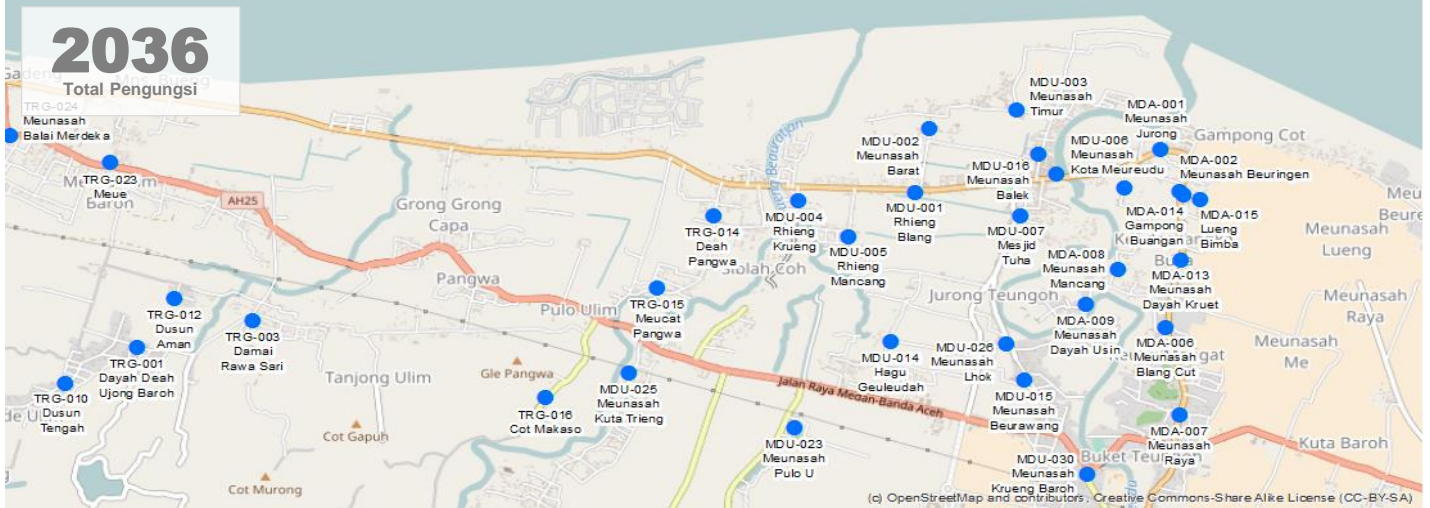 2036
Total Pengungsi
Gadeng
Mns. Bueng
TRG-024
Meunasah
Balai Merdeka
TRG-023
Meue
Baron
AH25
Grong Grong
Capa
Pangwa
TRG-012
Dusun
Aman
TRG-001
Dayah Deah
Ujong Baroh
TRG-010
Dusun
Tengah
TRG-003
Damai
Rawa Sari
Tanjong Ulim
Cot Gapuh
Cot Murong
Gle Pangwa
Pulo Ulim
TRG-014
Deah
Pangwa
TRG-015
Meucat
Pangwa
TRG-016
Cot Makaso
MDU-025
Meunasah
Kuta Trieng
MDU-004
Rhieng
Krueng
Siblah Coh
MDU-005
Rhieng
Mancang
MDU-002
Meunasah
Barat
MDU-001
Rhieng
Blang
MDU-003
Meunasah
Timur
MDU-016
Meunasah
Balek
MDU-006
Meunasah
Kota Meureudu
MDU-007
Mesjid
Tuha
MDA-001
Meunasah
Jurong
Gampong Cot
MDA-002
Meunasah Beuringen
MDA-014
Gampong
Buangan
MDA-015
Lueng
Bimba
MDA-008
Meunasah
Mancang
MDA-013
Meunasah
Dayah Kruet
MDA-009
Meunasah
Dayah Usin
MDA-006
Meunasah
Blang Cut
Jurong Teungoh
MDU-014
Hagu
Geuleudah
MDU-026
Meunasah
Lhok
MDU-015
Meunasah
Beurawang
Jalan Raya Medan-Banda Aceh
MDU-023
Meunasah
Pulo U
MDU-030
Meunasah
Krueng Baroh
MDA-007
Meunasah
Raya
Buket Teungoh
Meunasah
Lueng
Meunasah
Raya
Meunasah
Me
Kuta Baroh
(c) OpenStreetMap and contributors, Creative Commons-Share Alike License (CC-BY-SA)